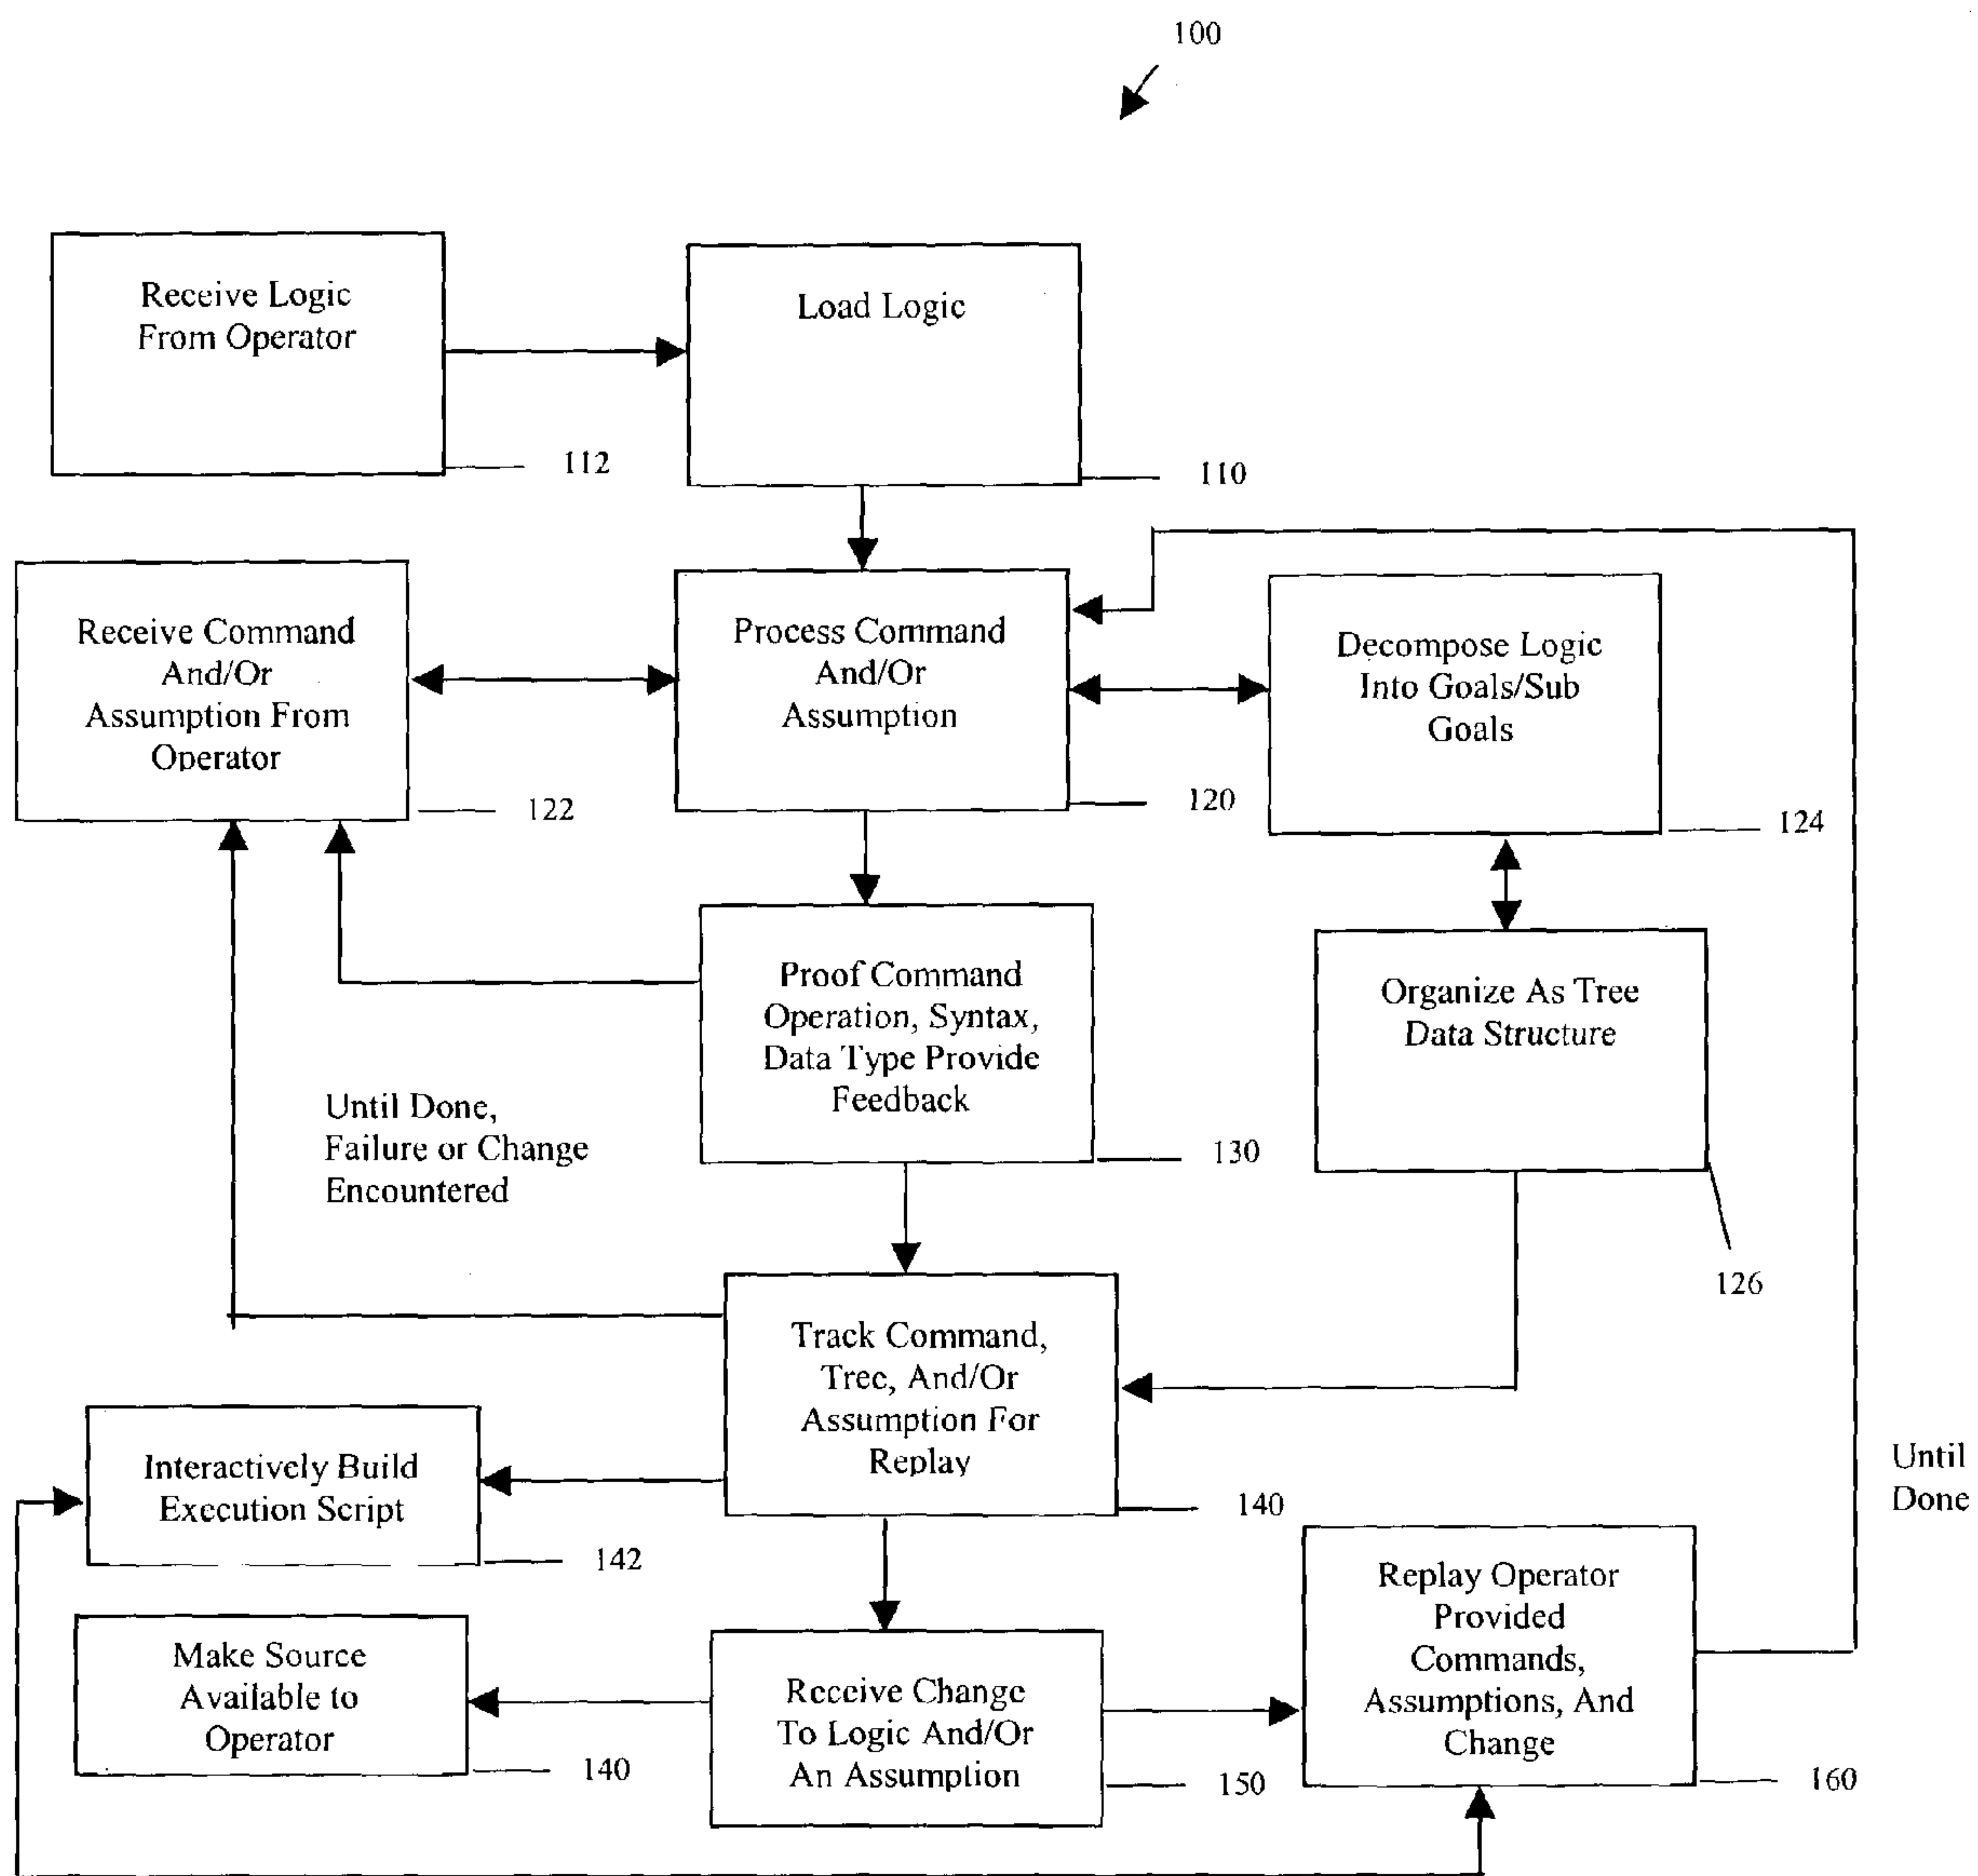 100
Receive Logic
From Operator
112
Load Logic
110
Receive Command
And/Or
Assumption From
Operator
122
Process Command
And/Or
Assumption
120
Decompose Logic
Into Goals/Sub
Goals
124
Proof Command
Operation, Syntax,
Data Type Provide
Feedback
130
Organize As Tree
Data Structure
126
Until Done,
Failure or Change
Encountered
Track Command,
Tree, And/Or
Assumption For
Replay
140
Interactively Build
Execution Script
142
Until
Done
Make Source
Available to
Operator
140
Receive Change
To Logic And/Or
An Assumption
150
Replay Operator
Provided
Commands,
Assumptions, And
Change
160